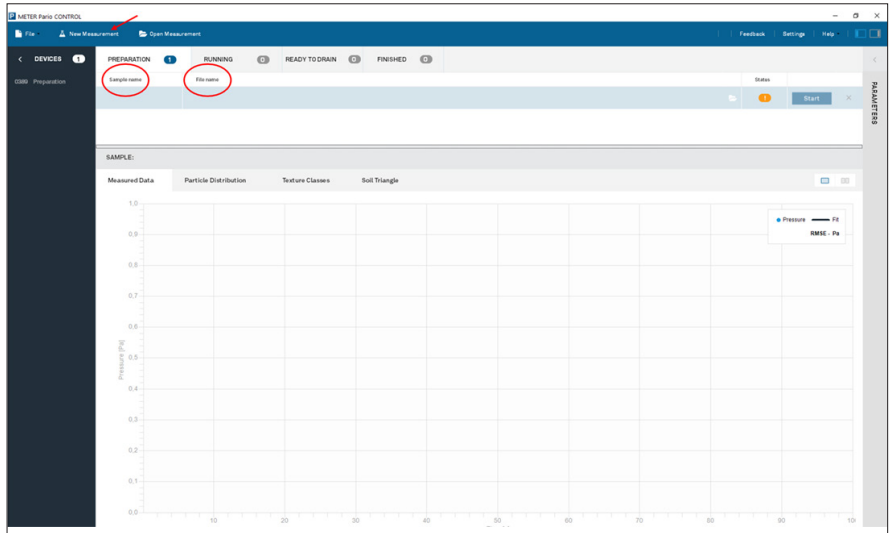 METER Pario CONTROL
File New Measurement Open Measurement Feedback Settings Help
DEVICES 1 PREPARATION 1 RUNNING 0 READY TO DRAIN 0 FINISHED 0
Preparation Sample name File name Status
Start
PARAMETERS
SAMPLE:
Measured Data Particle Distribution Texture Classes Soil Triangle
Pressure Fit
RMSE - Pa
1,0
0,9
0,8
0,7
0,6
0,5
0,4
0,3
0,2
0,1
0,0
Pressure [Pa]
10 20 30 40 50 60 70 80 90 10